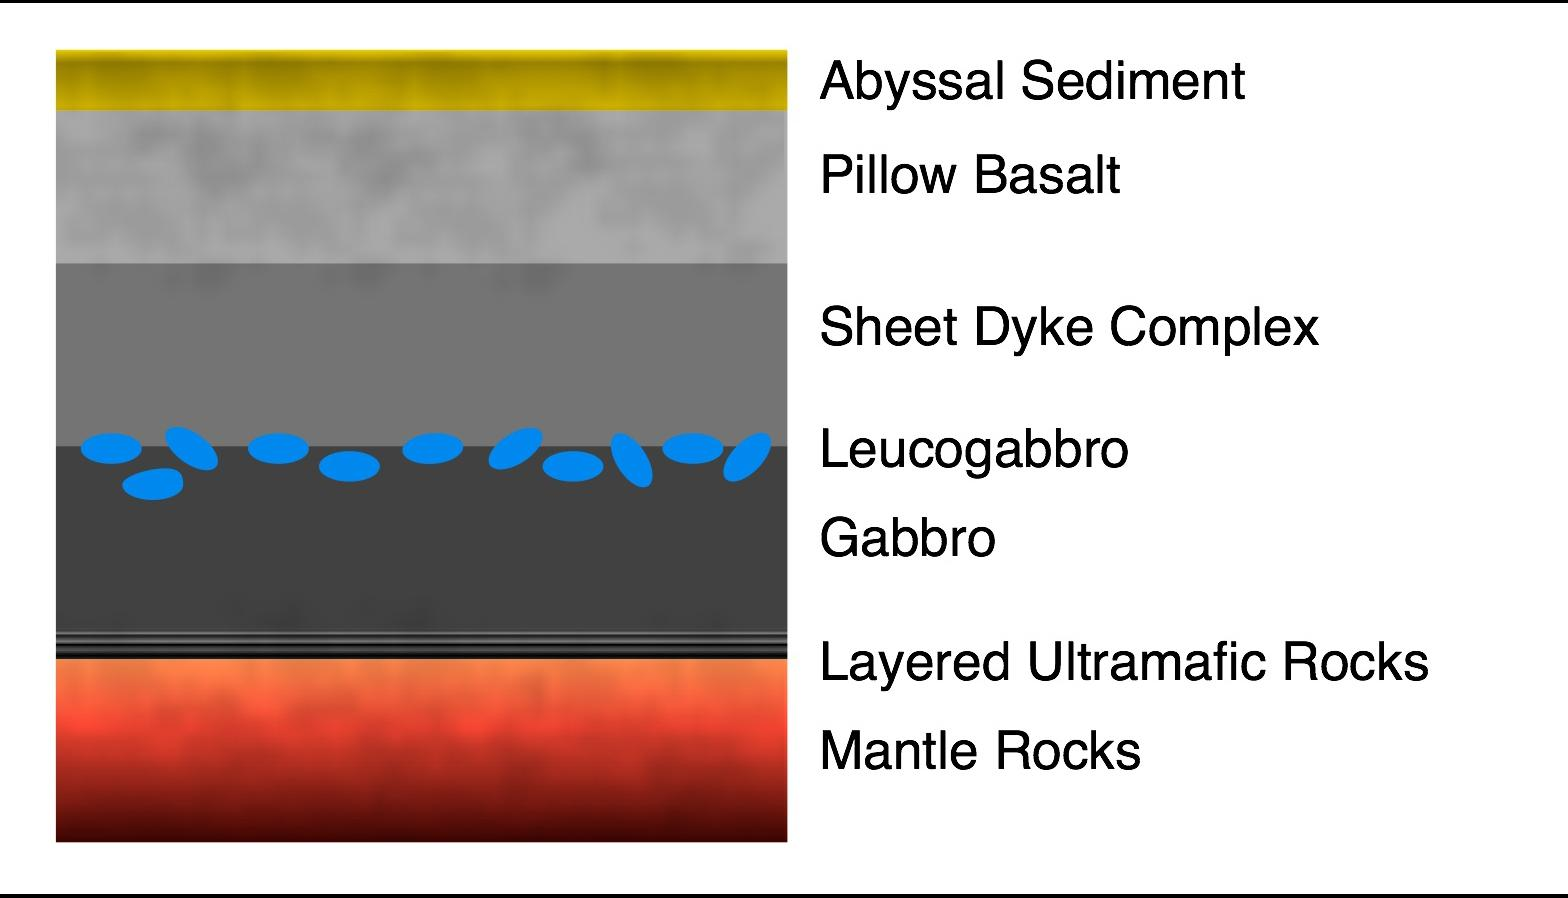 Abyssal Sediment
Pillow Basalt
Sheet Dyke Complex
Leucogabbro
Gabbro
Layered Ultramafic Rocks
Mantle Rocks